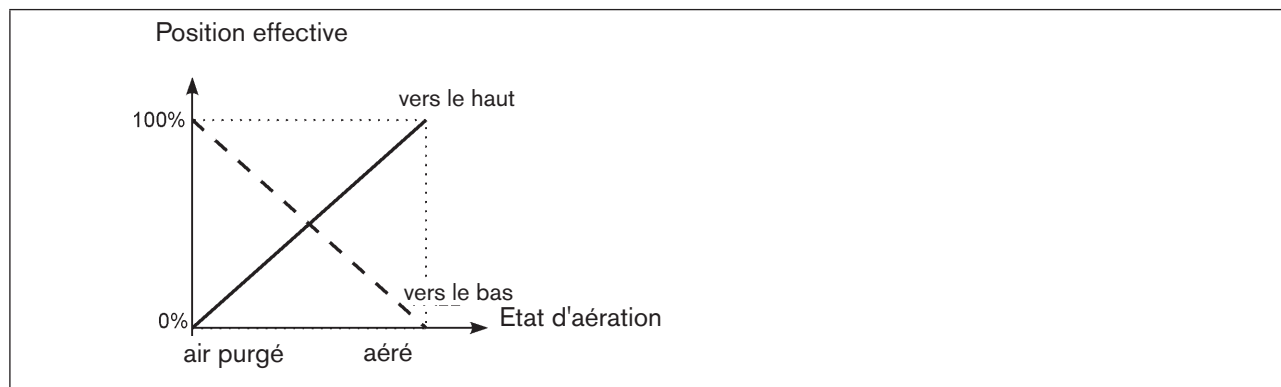 Position effective
vers le haut
100%
vers le bas
0%
Etat d'aération
air purgé
aéré